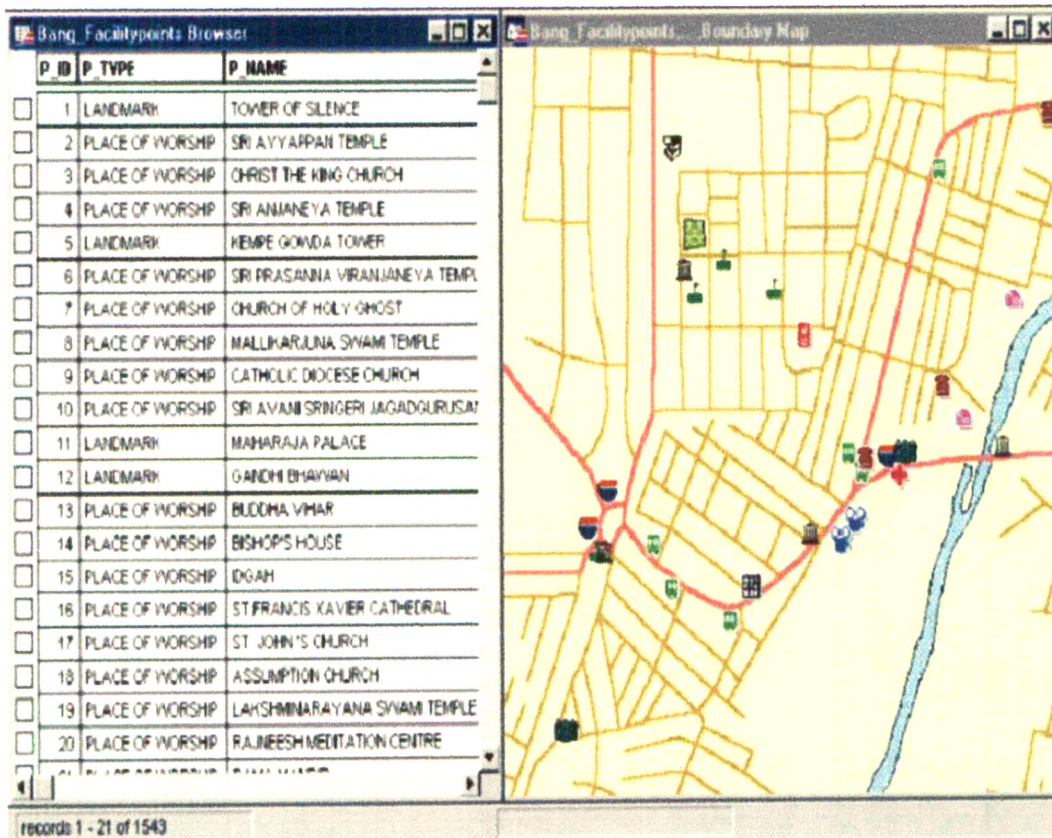 Bang_Facilitypoints Browser
P_ID P_TYPE P_NAME
1 LANDMARK TOWER OF SILENCE
2 PLACE OF WORSHIP SRI AYYAPPAN TEMPLE
3 PLACE OF WORSHIP CHRIST THE KING CHURCH
4 PLACE OF WORSHIP SRI ANJANEYA TEMPLE
5 LANDMARK KEMPE GOWDA TOWER
6 PLACE OF WORSHIP SRI PRASANNA VIRANJANEYA TEMPL
7 PLACE OF WORSHIP CHURCH OF HOLY GHOST
8 PLACE OF WORSHIP MALLIKARJUNA SWAMI TEMPLE
9 PLACE OF WORSHIP CATHOLIC DIOCESE CHURCH
10 PLACE OF WORSHIP SRI AVANI SRINGERI JAGADGURUSAN
11 LANDMARK MAHARAJA PALACE
12 LANDMARK GANDHI BHAVVAN
13 PLACE OF WORSHIP BUDDHA VIHAR
14 PLACE OF WORSHIP BISHOP'S HOUSE
15 PLACE OF WORSHIP IDGAH
16 PLACE OF WORSHIP ST.FRANCIS XAVIER CATHEDRAL
17 PLACE OF WORSHIP ST. JOHN'S CHURCH
18 PLACE OF WORSHIP ASSUMPTION CHURCH
19 PLACE OF WORSHIP LAKSHMINARAYANA SWAMI TEMPLE
20 PLACE OF WORSHIP RAJNEESH MEDITATION CENTRE
records 1 - 21 of 1543
Bang_Facilitypoints,..._Boundary Map